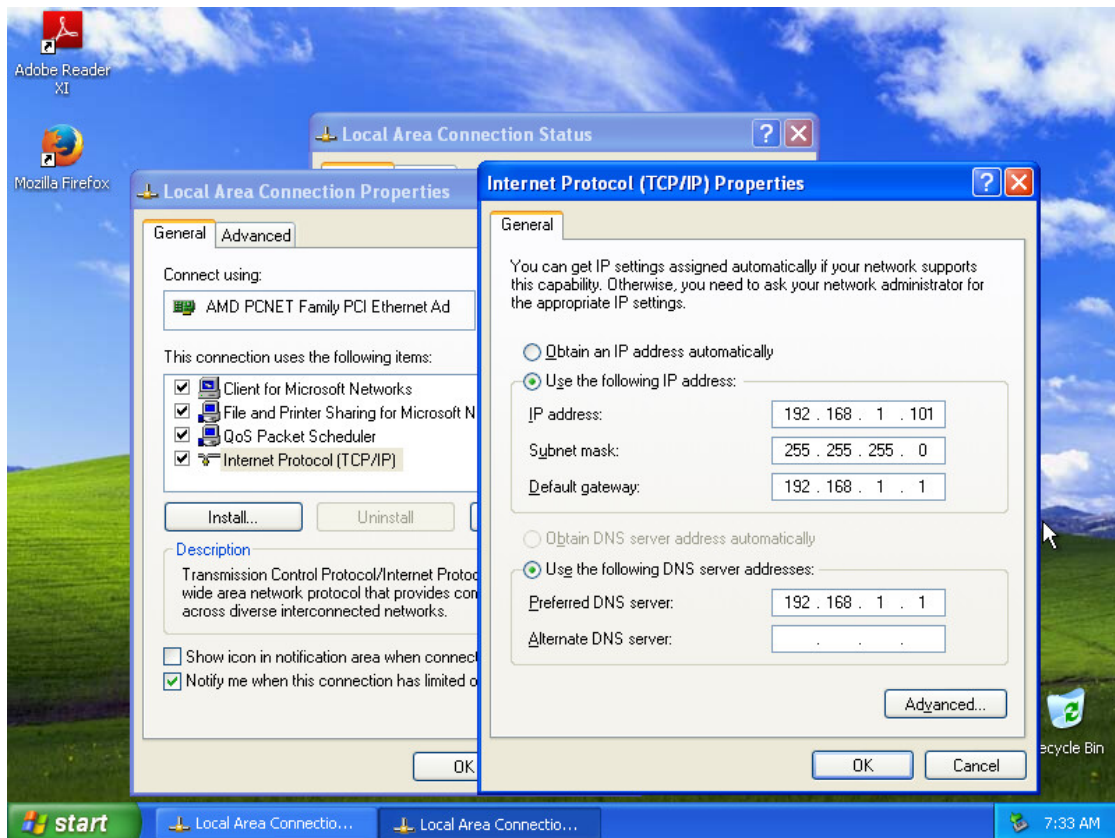 Adobe Reader
XI
Mozilla Firefox
Local Area Connection Status
Local Area Connection Properties
General
Advanced
Connect using:
AMD PCNET Family PCI Ethernet Ad
This connection uses the following items:
Client for Microsoft Networks
File and Printer Sharing for Microsoft N
QoS Packet Scheduler
Internet Protocol (TCP/IP)
Install...
Uninstall
Description
Transmission Control Protocol/Internet Protoc
wide area network protocol that provides con
across diverse interconnected networks.
Show icon in notification area when connect
Notify me when this connection has limited o
OK
Internet Protocol (TCP/IP) Properties
General
You can get IP settings assigned automatically if your network supports
this capability. Otherwise, you need to ask your network administrator for
the appropriate IP settings.
Obtain an IP address automatically
Use the following IP address:
IP address: 192 . 168 . 1 . 101
Subnet mask: 255 . 255 . 255 . 0
Default gateway: 192 . 168 . 1 . 1
Obtain DNS server address automatically
Use the following DNS server addresses:
Preferred DNS server: 192 . 168 . 1 . 1
Alternate DNS server: . . .
Advanced...
OK
Cancel
ecycle Bin
start
Local Area Connectio...
Local Area Connectio...
7:33 AM